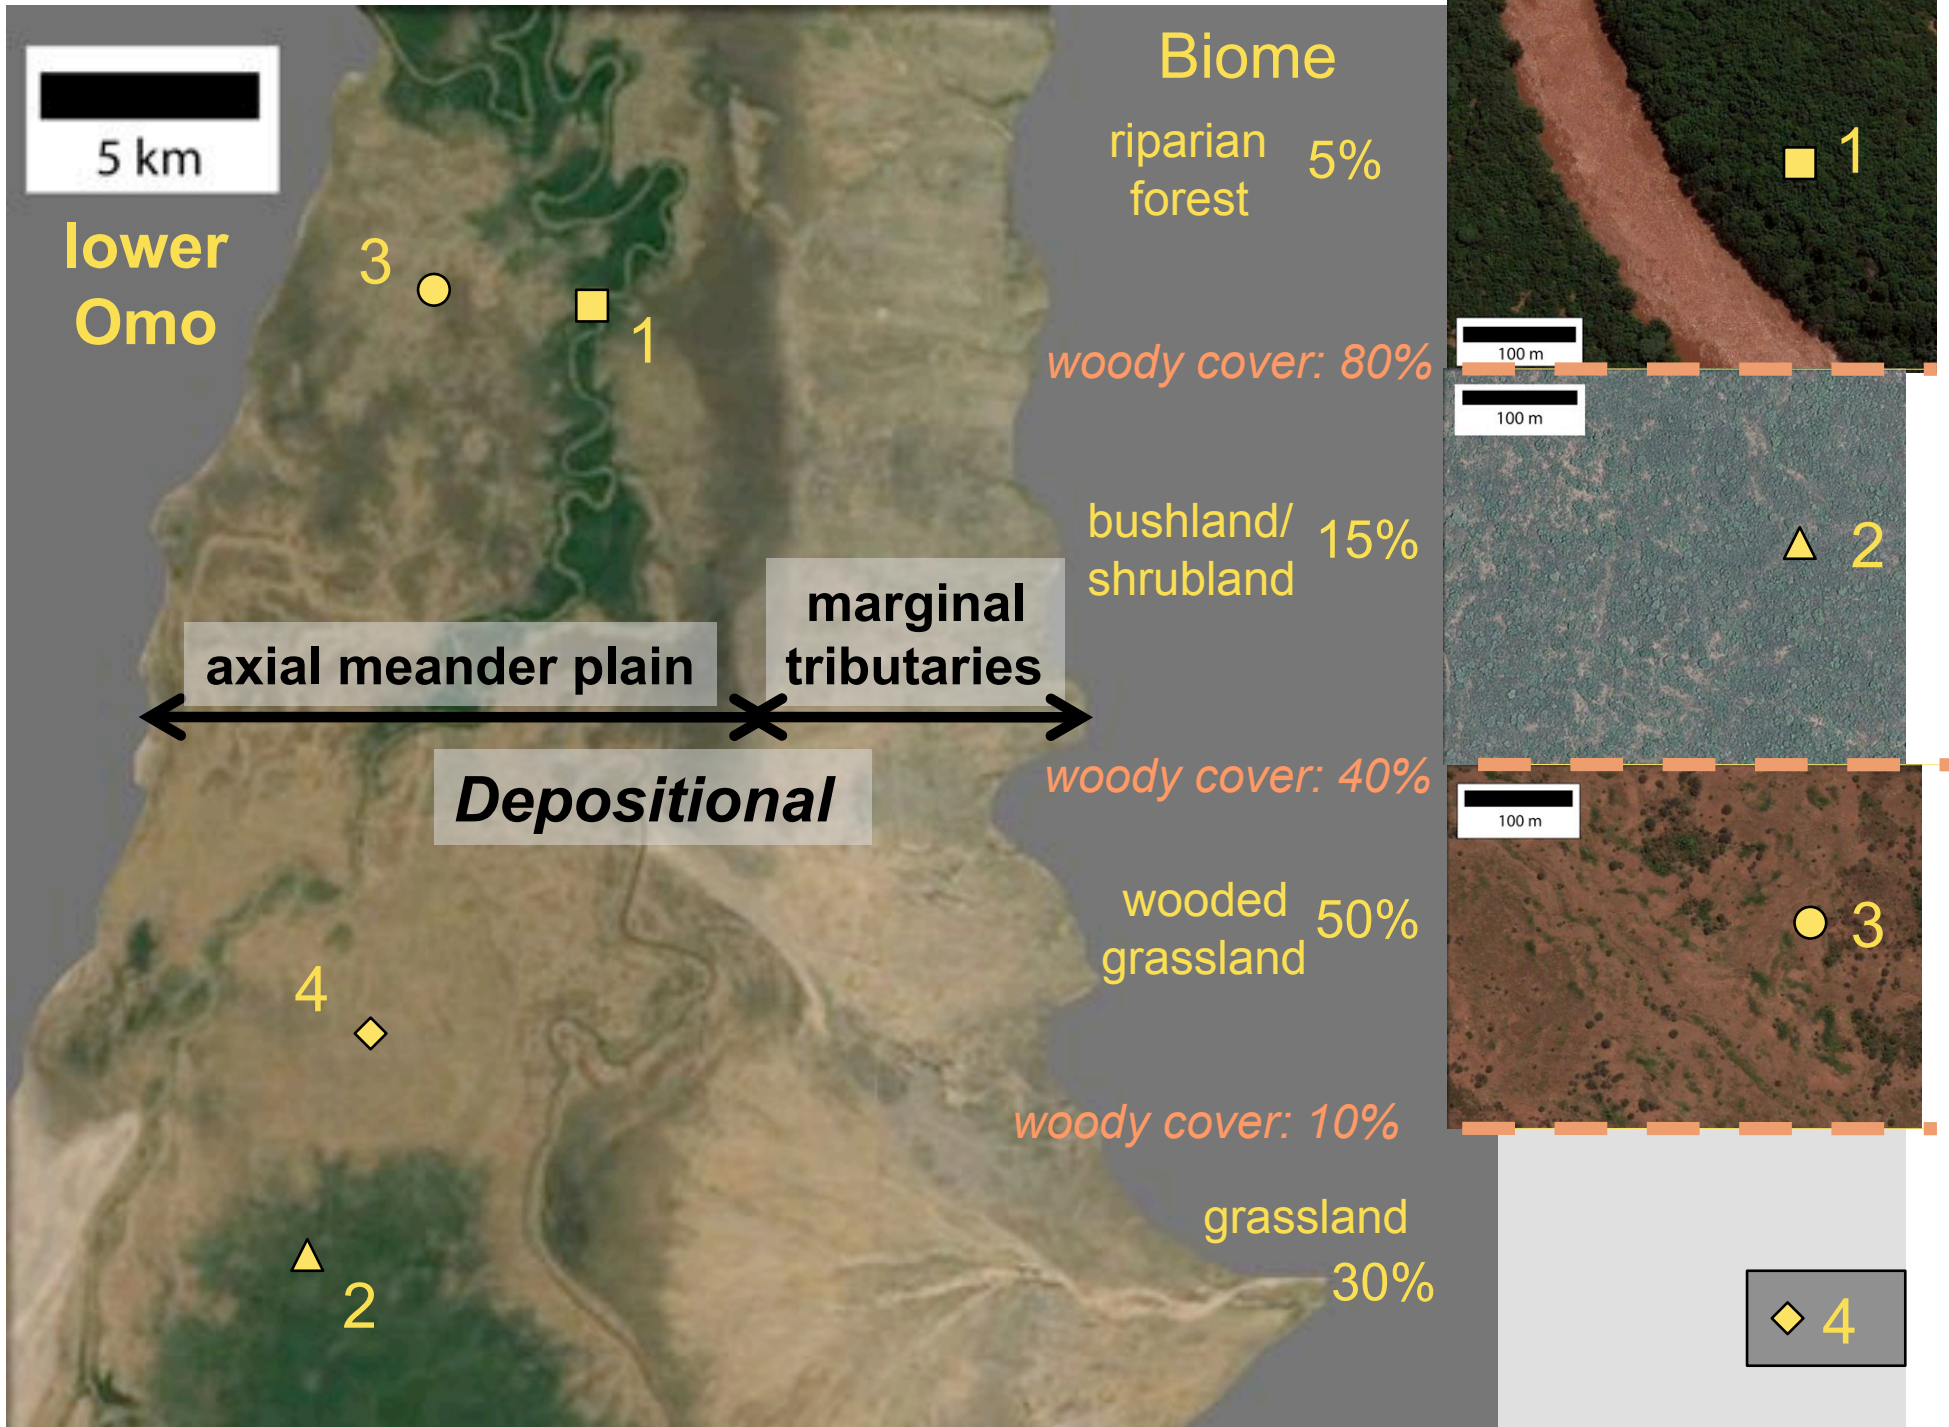 5 km
lower
Omo
3
1
axial meander plain
marginal
tributaries
Depositional
4
2
Biome
riparian
forest
5%
woody cover: 80%
bushland/
shrubland
15%
woody cover: 40%
wooded
grassland
50%
woody cover: 10%
grassland
30%
1
100 m
100 m
2
100 m
3
4